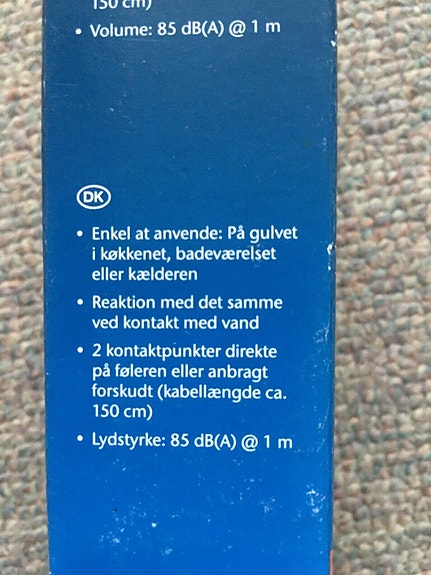 150 cm)
• Volume: 85 dB(A) @ 1 m
DK
• Enkel at anvende: På gulvet
i køkkenet, badeværelset
eller kælderen
• Reaktion med det samme
ved kontakt med vand
• 2 kontaktpunkter direkte
på føleren eller anbragt
forskudt (kabellængde ca.
150 cm)
• Lydstyrke: 85 dB(A) @ 1 m